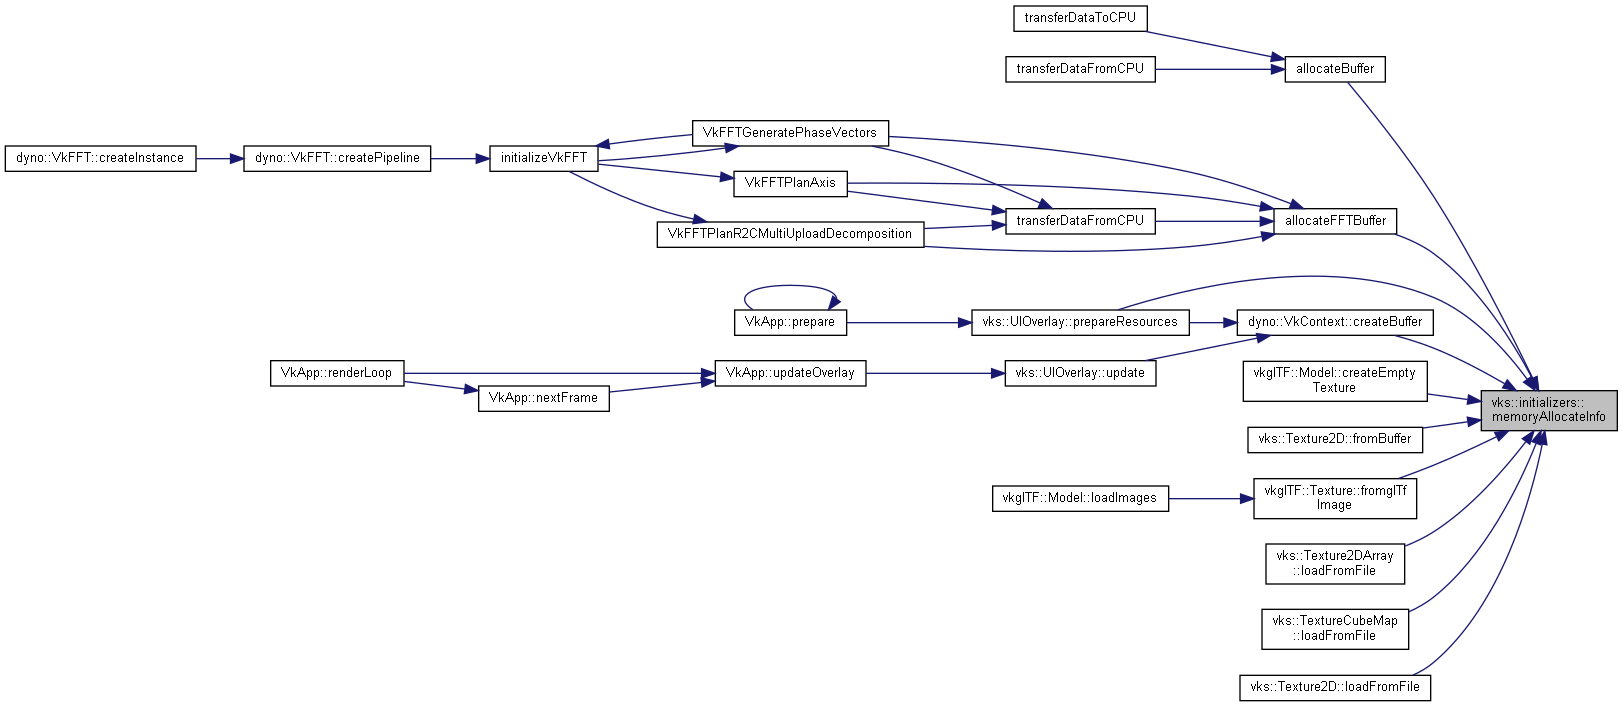 transferDataToCPU
transferDataFromCPU
allocateBuffer
VkFFTGeneratePhaseVectors
dyno::VkFFT::createInstance
dyno::VkFFT::createPipeline
initializeVkFFT
VkFFTPlanAxis
transferDataFromCPU
allocateFFTBuffer
VkFFTPlanR2CMultiUploadDecomposition
VkApp::prepare
vks::UIOverlay::prepareResources
dyno::VkContext::createBuffer
VkApp::renderLoop
VkApp::updateOverlay
vks::UIOverlay::update
VkApp::nextFrame
vkglTF::Model::createEmpty
Texture
vks::initializers::
memoryAllocateInfo
vks::Texture2D::fromBuffer
vkglTF::Model::loadImages
vkglTF::Texture::fromglTf
Image
vks::Texture2DArray
::loadFromFile
vks::TextureCubeMap
::loadFromFile
vks::Texture2D::loadFromFile